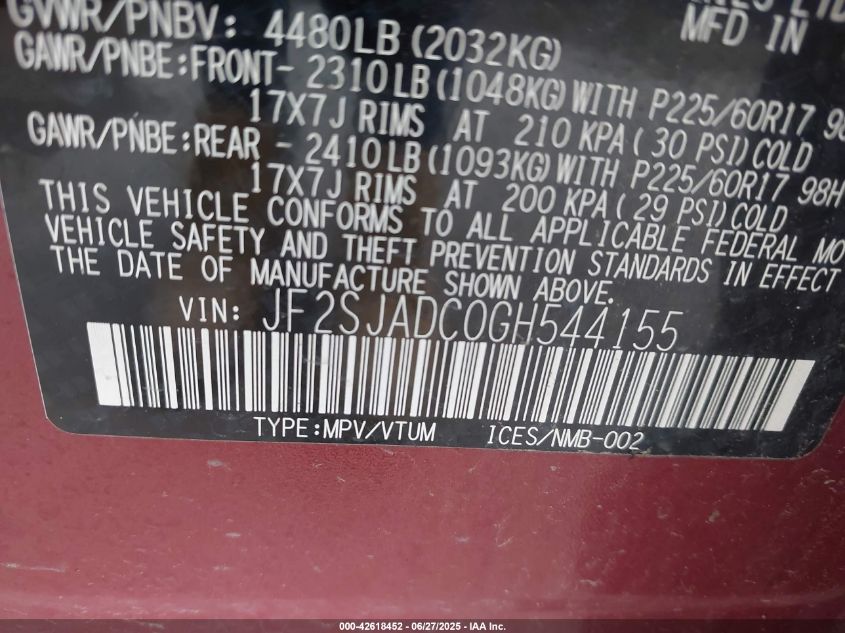 GVWR/PNBV: 4480LB (2032KG)
MFD IN
GAWR/PNBE:FRONT- 2310LB(1048KG)WITH P225/60R17
17X7J RIMS AT 210 KPA(30 PSI)COLD
GAWR/PNBE:REAR - 2410LB(1093KG)WITH P225/60R17 98H
17X7J RIMS AT 200 KPA(29 PSI)COLD
THIS VEHICLE CONFORMS TO ALL APPLICABLE FEDERAL MO
VEHICLE SAFETY AND THEFT PREVENTION STANDARDS IN EFFECT
THE DATE OF MANUFACTURE SHOWN ABOVE.
VIN: JF2SJADC0GH544155
TYPE:MPV/VTUM ICES/NMB-002
000-42618452 - 06/27/2025 - IAA Inc.